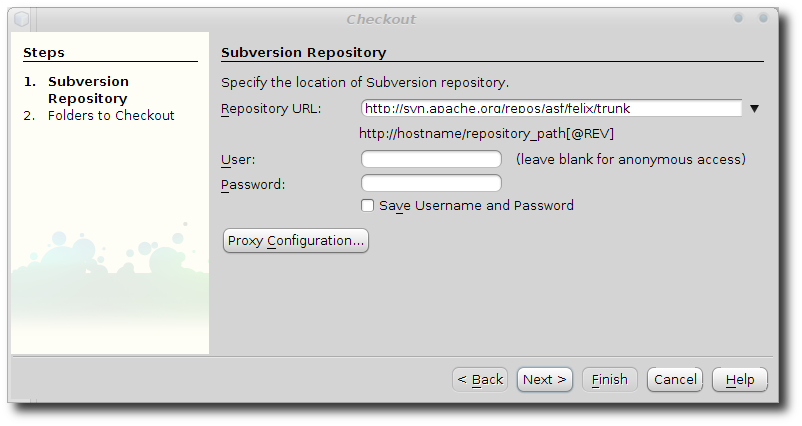 Checkout
Steps
Subversion Repository
1. Subversion
Repository
2. Folders to Checkout
Specify the location of Subversion repository.
Repository URL: http://svn.apache.org/repos/asf/felix/trunk
http://hostname/repository_path[@REV]
User: (leave blank for anonymous access)
Password:
Save Username and Password
Proxy Configuration...
< Back Next > Finish Cancel Help